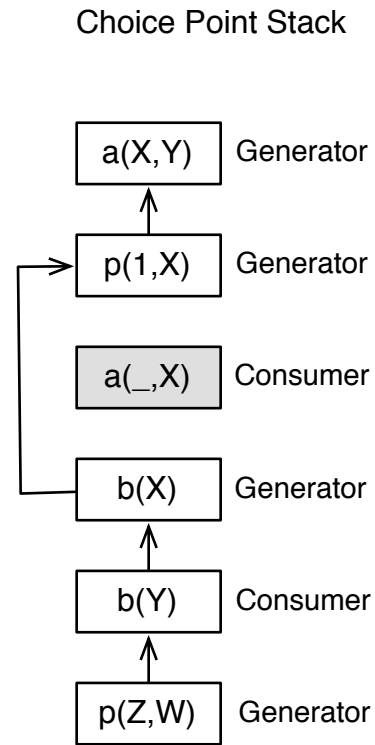 Choice Point Stack
a(X,Y) Generator
p(1,X) Generator
a(_,X) Consumer
b(X) Generator
b(Y) Consumer
p(Z,W) Generator